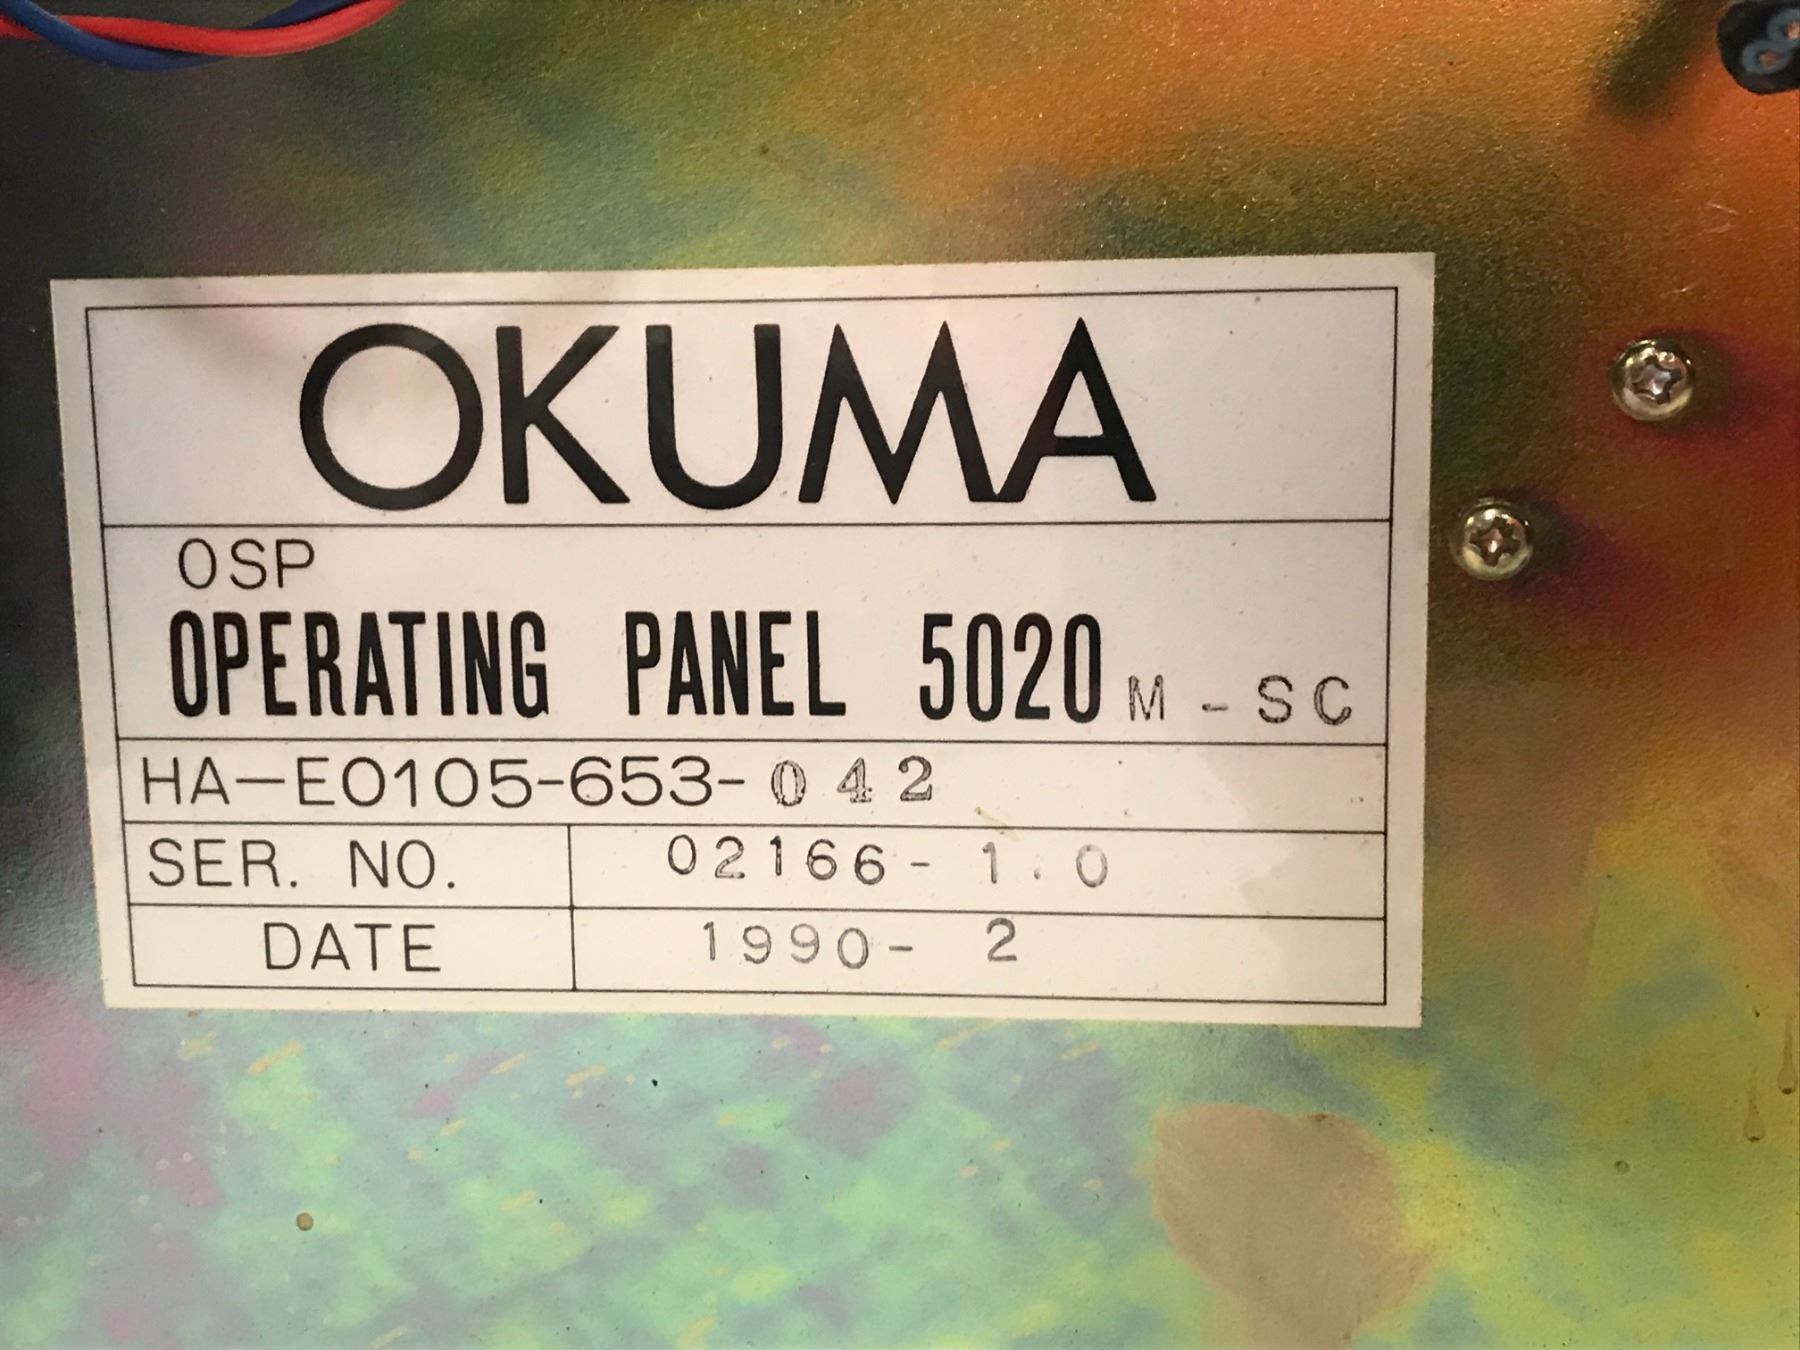 OKUMA
OSP
OPERATING PANEL 5020 M - SC
HA-E0105-653-042
SER. NO. 02166- 1.0
DATE 1990- 2